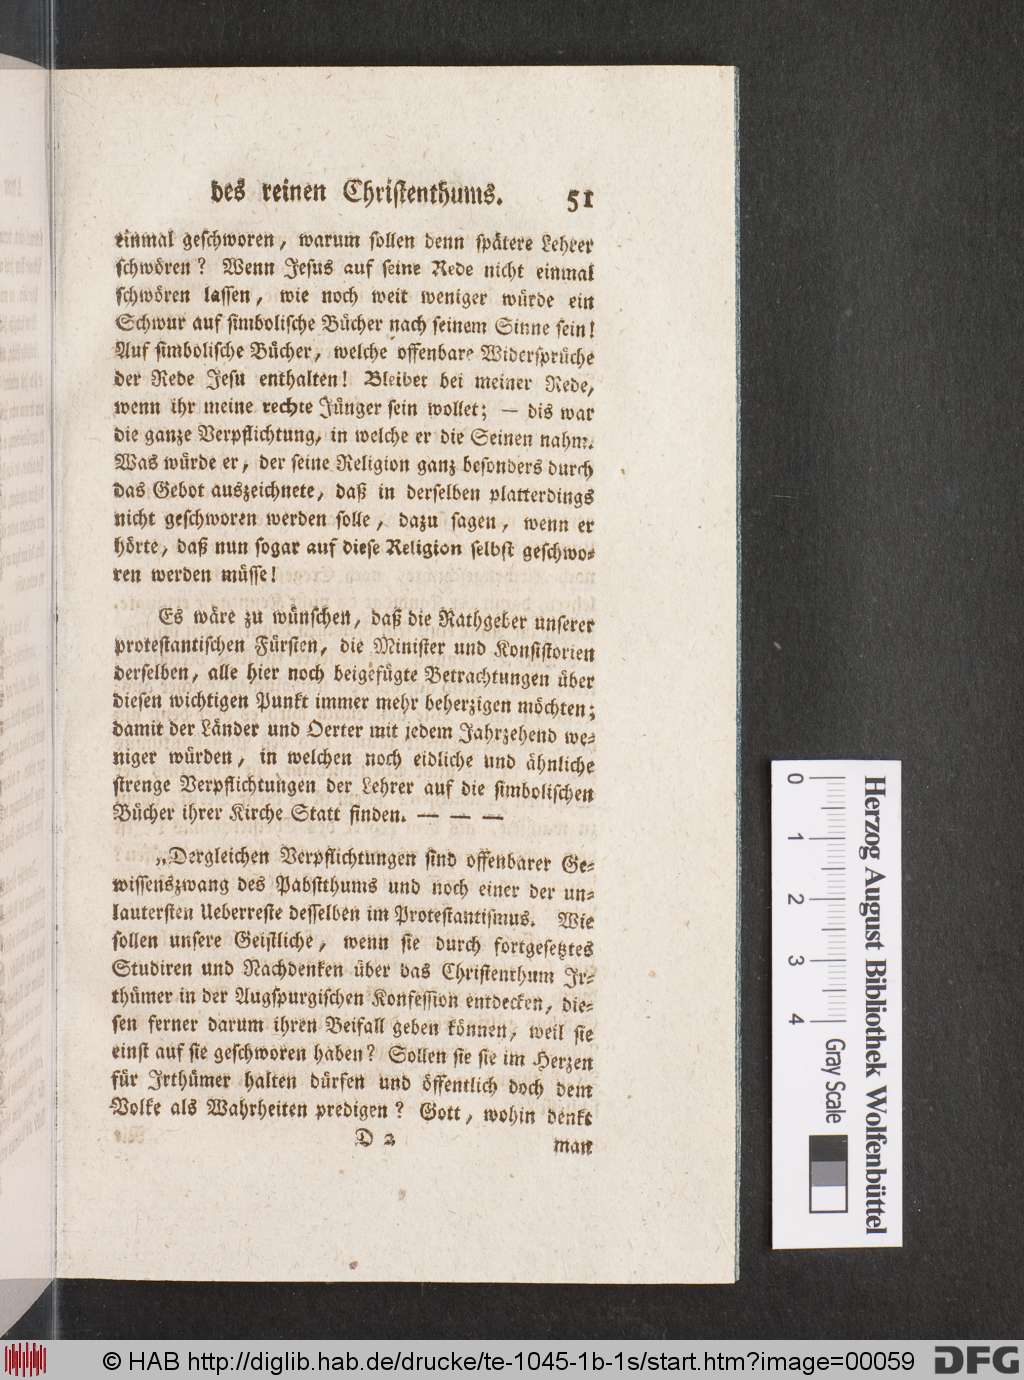 des reinen Christenthums. 51
einmal geschworen, warum sollen denn spätere Lehrer
schwören? Wenn Jesus auf seine Rede nicht einmal
schwören lassen, wie noch weit weniger würde ein
Schwur auf simbolische Bücher nach seinem Sinne sein!
Auf simbolische Bücher, welche offenbare Widersprüche
der Rede Jesu enthalten! Bleibet bei meiner Rede,
wenn ihr meine rechte Jünger sein wollet; — dis war
die ganze Verpflichtung, in welche er die Seinen nahm.
Was würde er, der seine Religion ganz besonders durch
das Gebot auszeichnete, daß in derselben platterdings
nicht geschworen werden solle, dazu sagen, wenn er
hörte, daß nun sogar auf diese Religion selbst geschwo-
ren werden müsse!
Es wäre zu wünschen, daß die Rathgeber unserer
protestantischen Fürsten, die Minister und Konsistorien
derselben, alle hier noch beigefügte Betrachtungen über
diesen wichtigen Punkt immer mehr beherzigen möchten;
damit der Länder und Oerter mit jedem Jahrzehend we-
niger würden, in welchen noch eidliche und ähnliche
strenge Verpflichtungen der Lehrer auf die simbolischen
Bücher ihrer Kirche Statt finden. — — —
„Dergleichen Verpflichtungen sind offenbarer Ge-
wissenszwang des Pabstthums und noch einer der un-
lautersten Ueberreste desselben im Protestantismus. Wie
sollen unsere Geistliche, wenn sie durch fortgesetztes
Studiren und Nachdenken über das Christenthum Jr-
thümer in der Augspurgischen Konfession entdecken, die-
sen ferner darum ihren Beifall geben können, weil sie
einst auf sie geschworen haben? Sollen sie sie im Herzen
für Jrthümer halten dürfen und öffentlich doch dem
Volke als Wahrheiten predigen? Gott, wohin denkt
D 2 man
Herzog August Bibliothek Wolfenbüttel
0 1 2 3 4 Gray Scale
© HAB http://diglib.hab.de/drucke/te-1045-1b-1s/start.htm?image=00059 DFG